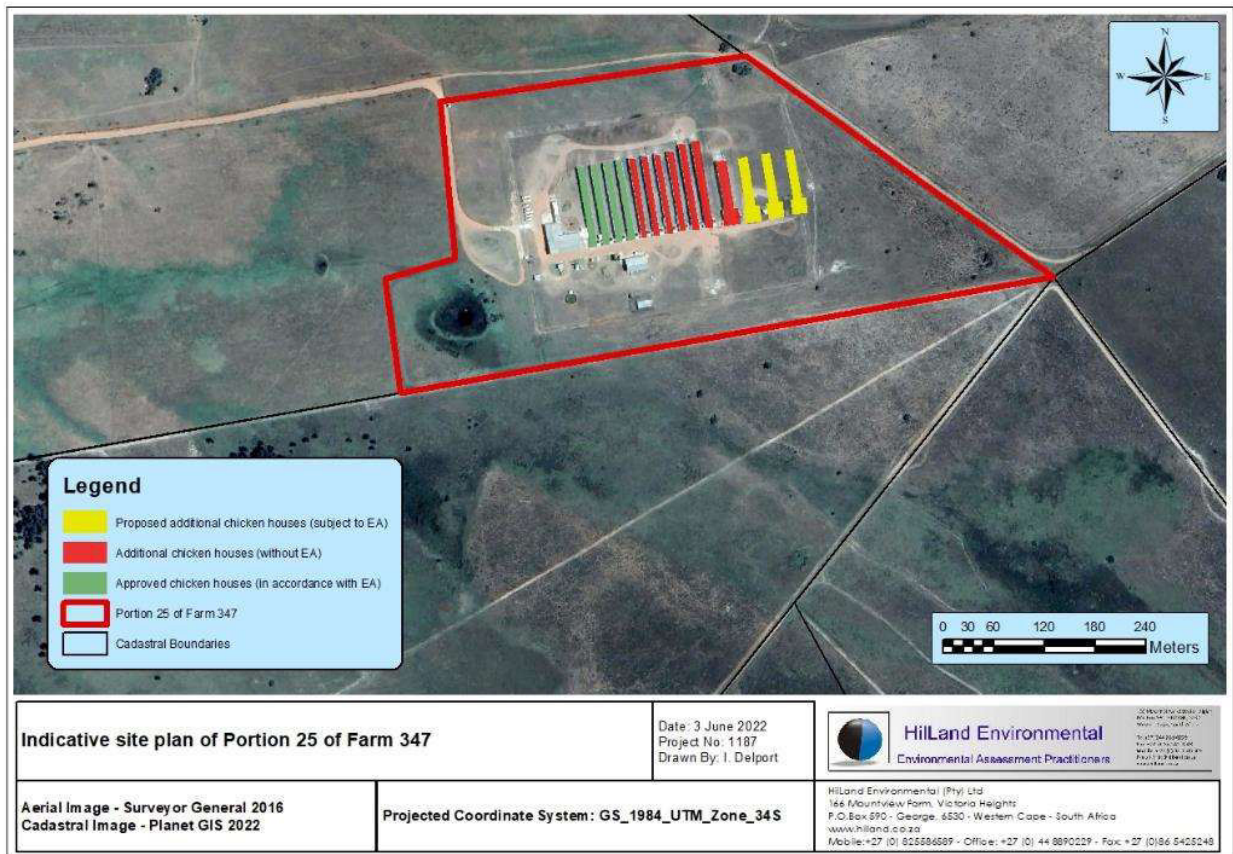 N
W
E
S
Legend
Proposed additional chicken houses (subject to EA)
Additional chicken houses (without EA)
Approved chicken houses (in accordance with EA)
Portion 25 of Farm 347
Cadastral Boundaries
0 30 60 120 180 240
Meters
Indicative site plan of Portion 25 of Farm 347
Date: 3 June 2022
Project No: 1187
Drawn By: I. Delport
HilLand Environmental
Environmental Assessment Practitioners
Aerial Image - Surveyor General 2016
Cadastral Image - Planet GIS 2022
Projected Coordinate System: GS_1984_UTM_Zone_34S
HilLand Environmental (Pty) Ltd
166 Mountview Farm, Victoria Heights
P.O.Box 590 - George, 6530 - Western Cape - South Africa
www.hilland.co.za
Mobile:+27 (0) 825586589 - Office: +27 (0) 44 8890229 - Fax: +27 (0)86 5425248